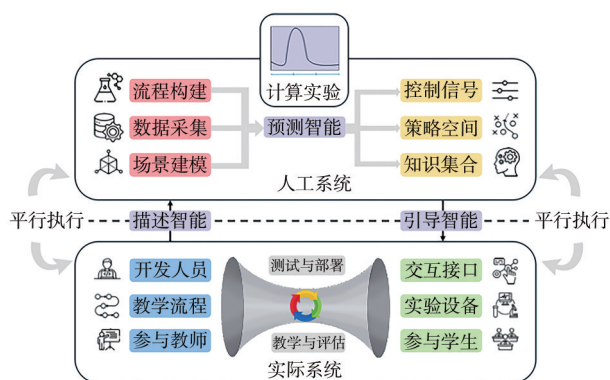 计算实验
流程构建
数据采集
场景建模
预测智能
控制信号
策略空间
知识集合
人工系统
平行执行
描述智能
引导智能
平行执行
开发人员
教学流程
参与教师
测试与部署
教学与评估
交互接口
实验设备
参与学生
实际系统